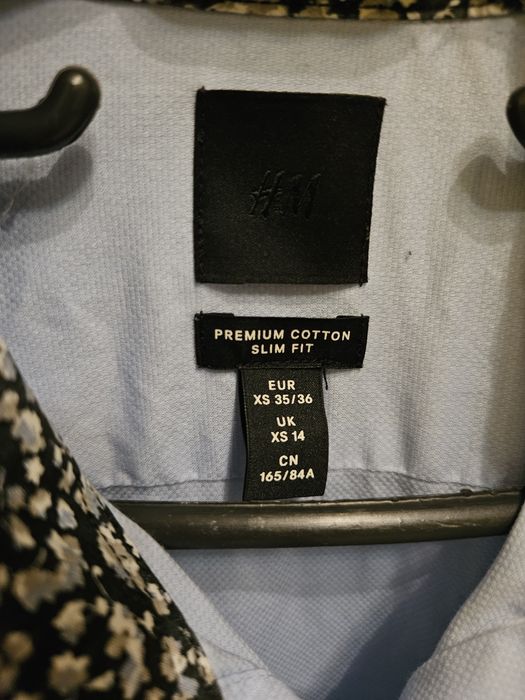 H&M
PREMIUM COTTON
SLIM FIT
EUR
XS 35/36
UK
XS 14
CN
165/84A